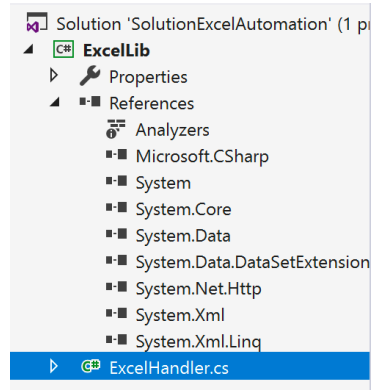 Solution 'SolutionExcelAutomation' (1 p
C# ExcelLib
Properties
References
Analyzers
Microsoft.CSharp
System
System.Core
System.Data
System.Data.DataSetExtension
System.Net.Http
System.Xml
System.Xml.Linq
C# ExcelHandler.cs